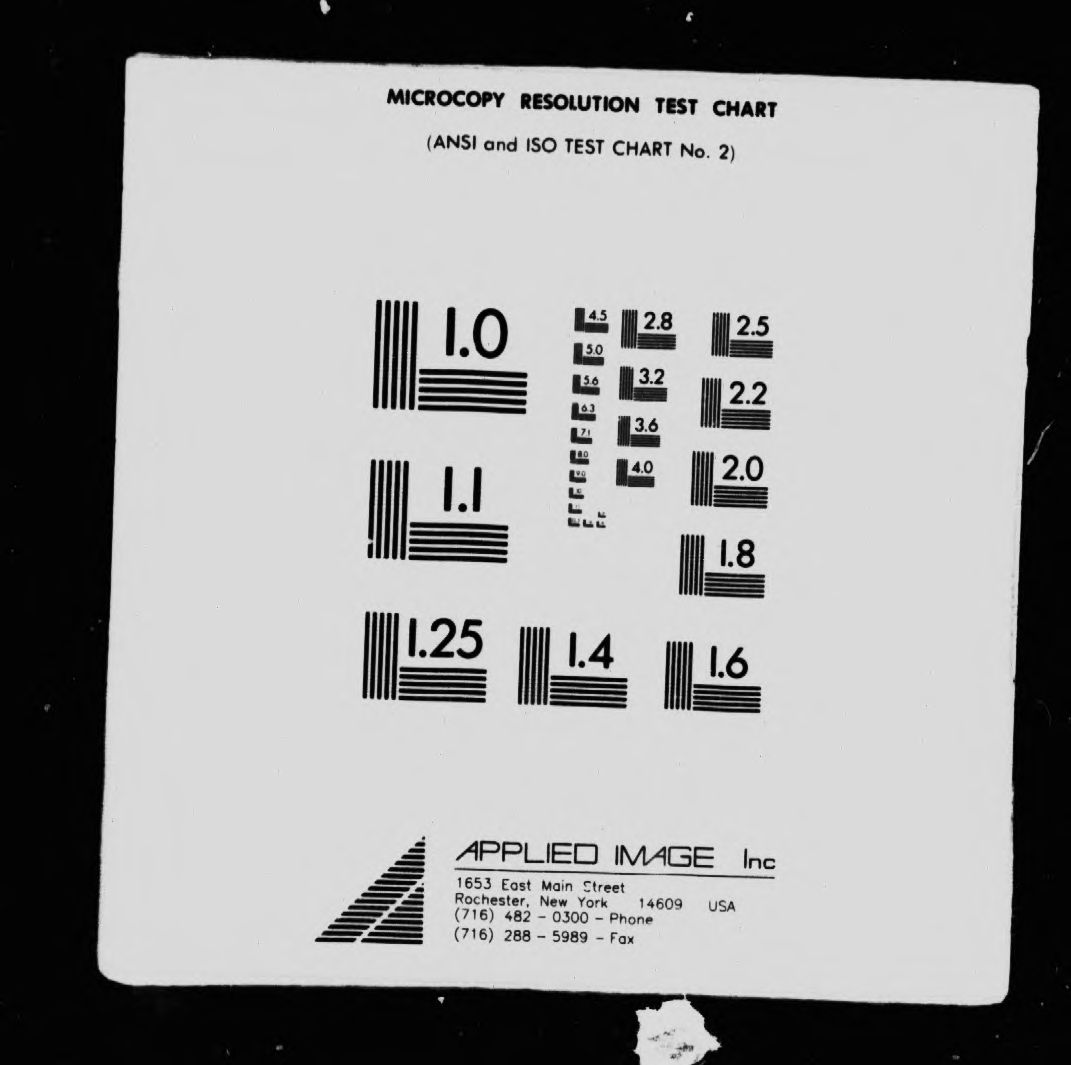 MICROCOPY RESOLUTION TEST CHART
(ANSI and ISO TEST CHART No. 2)
1.0
4.5
2.8
2.5
5.0
5.6
3.2
2.2
6.3
3.6
7.1
8.0
4.0
2.0
9.0
1.1
1.8
1.25
1.4
1.6
APPLIED IMAGE Inc
1653 East Main Street
Rochester, New York 14609 USA
(716) 482 - 0300 - Phone
(716) 288 - 5989 - Fax